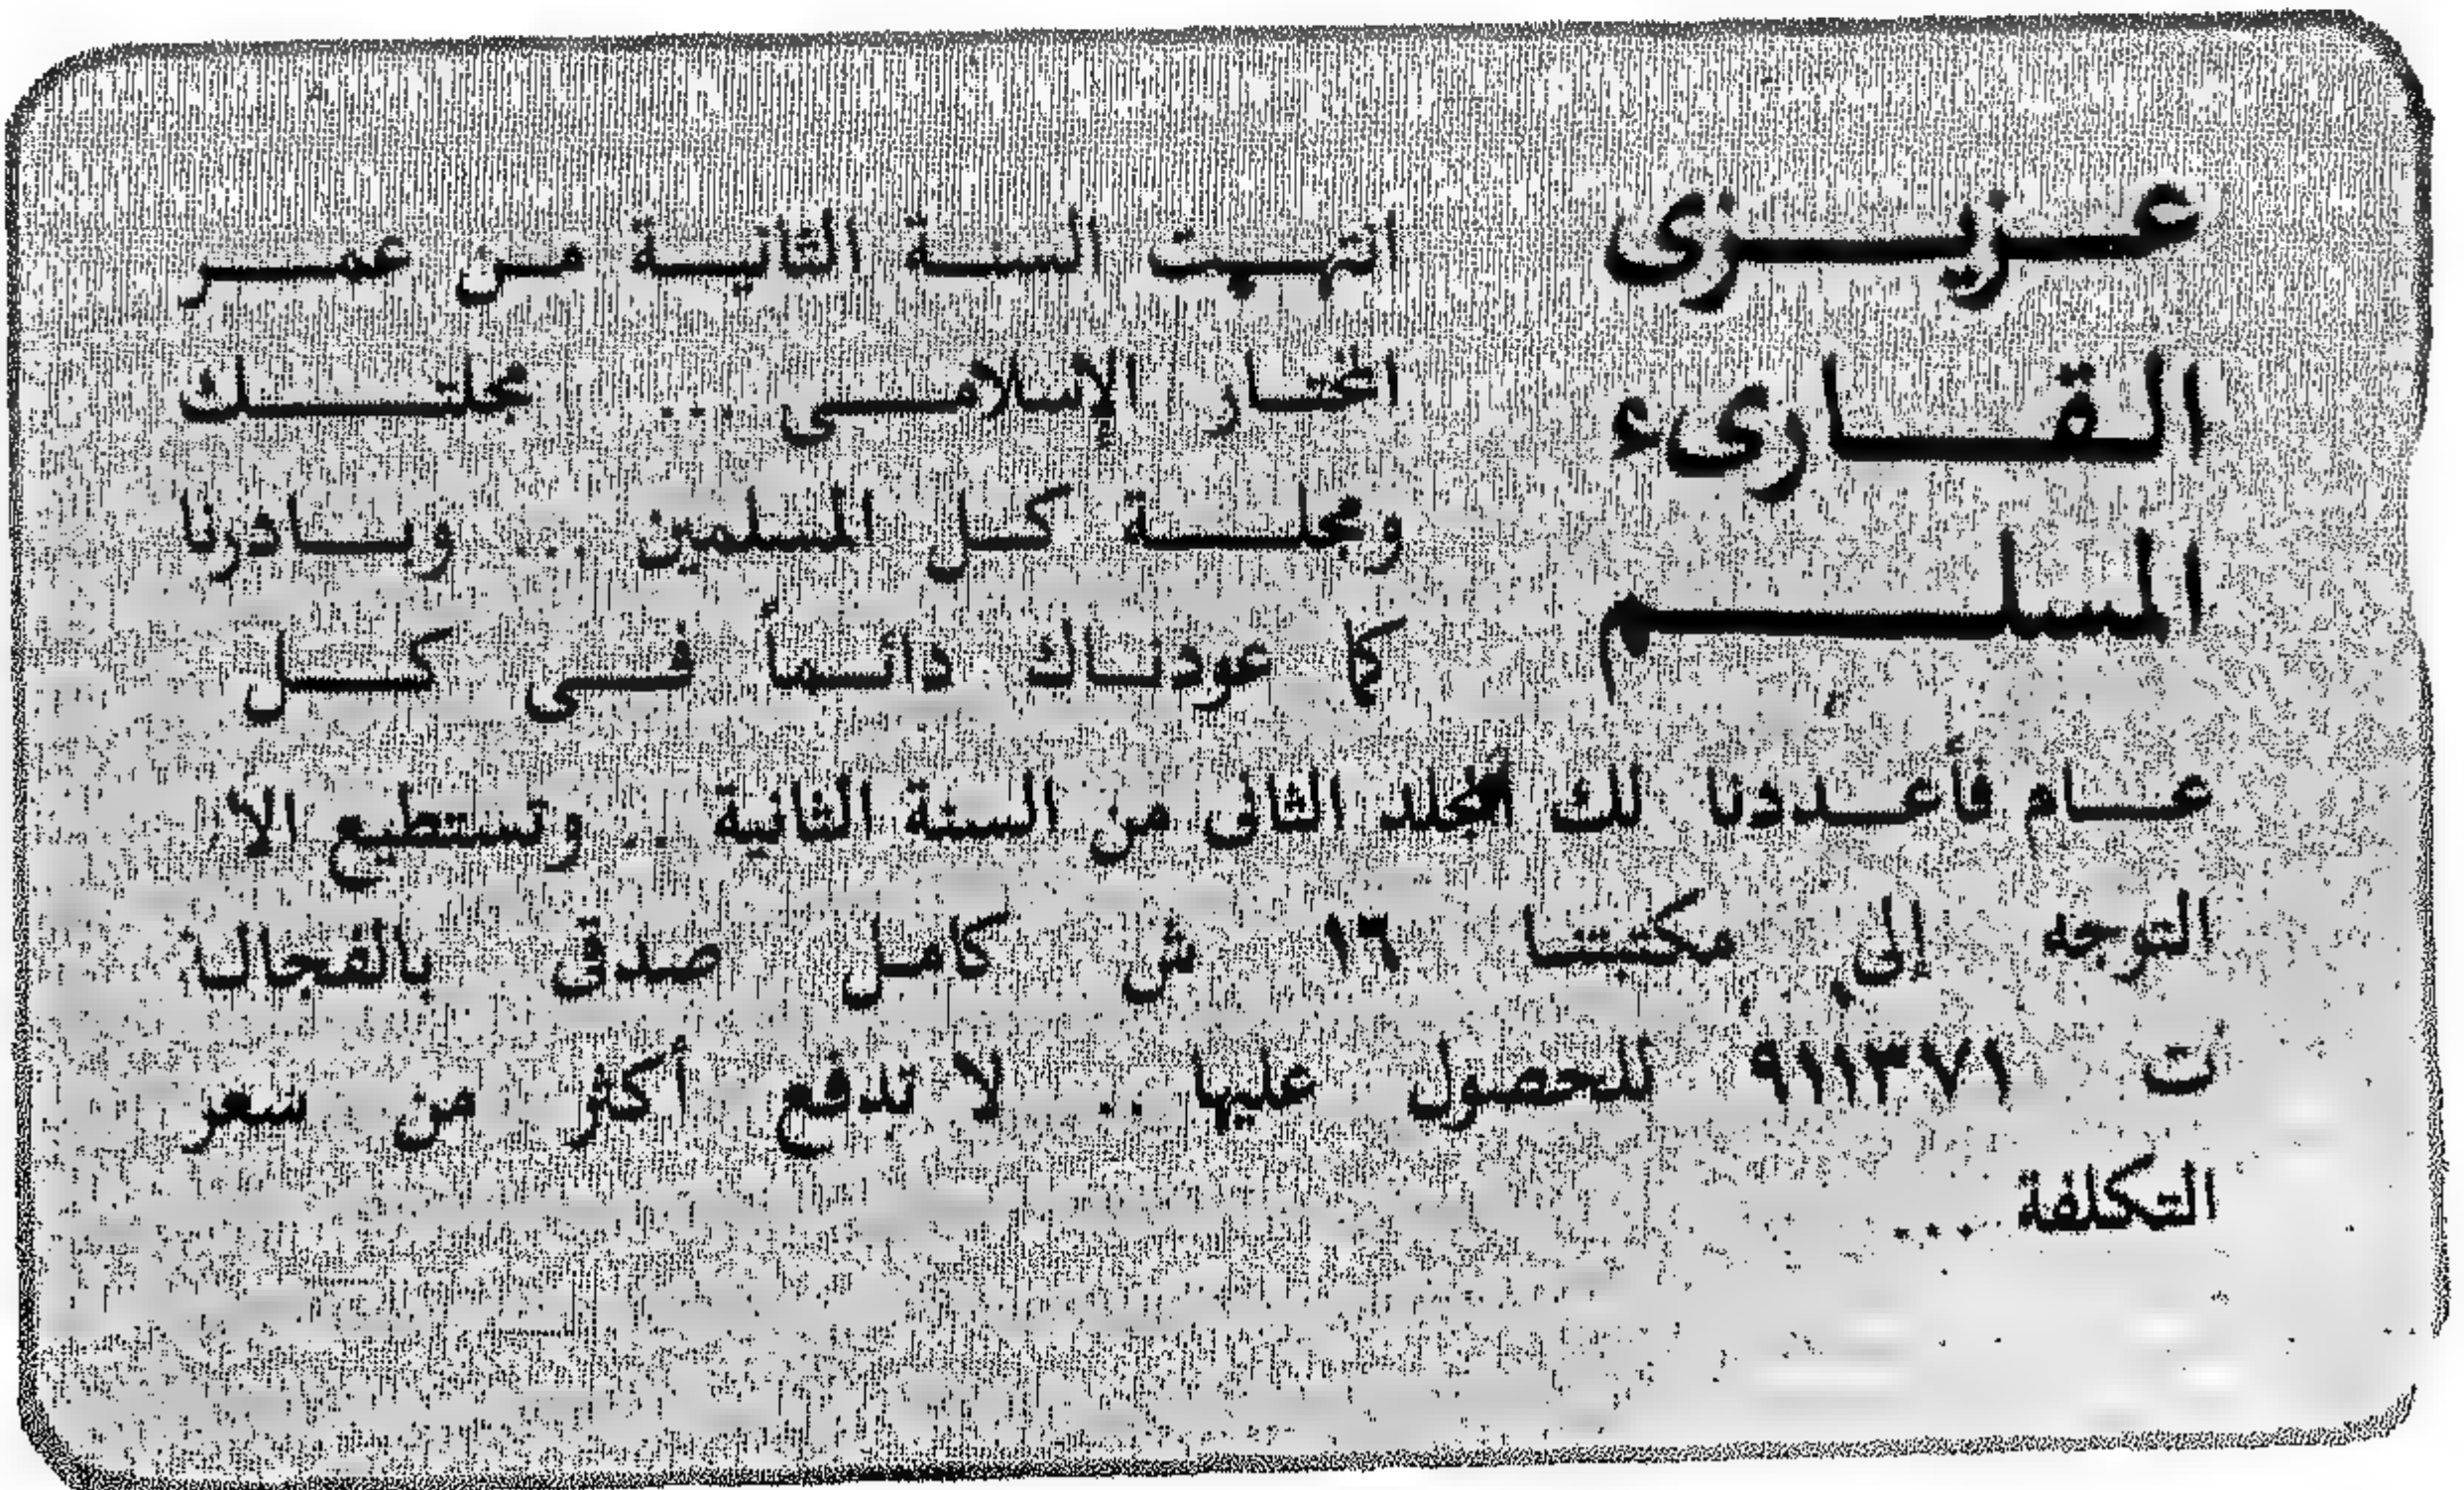 عزيزى
القارىء
المسلم
انتهت السنة الثانية من عمر
المختار الإسلامى ... مجلتك
ومجلة كل المسلمين .. وبادرنا
كما عودناك دائما فى كل
عام فأعددنا لك المجلد الثانى من السنة الثانية .. وتستطيع الآن
التوجه إلى مكتبتنا ١٦ ش كامل صدقى بالفجالة
ت ٩١١٣٧١ للحصول عليها .. لا تدفع أكثر من سعر
التكلفة ...